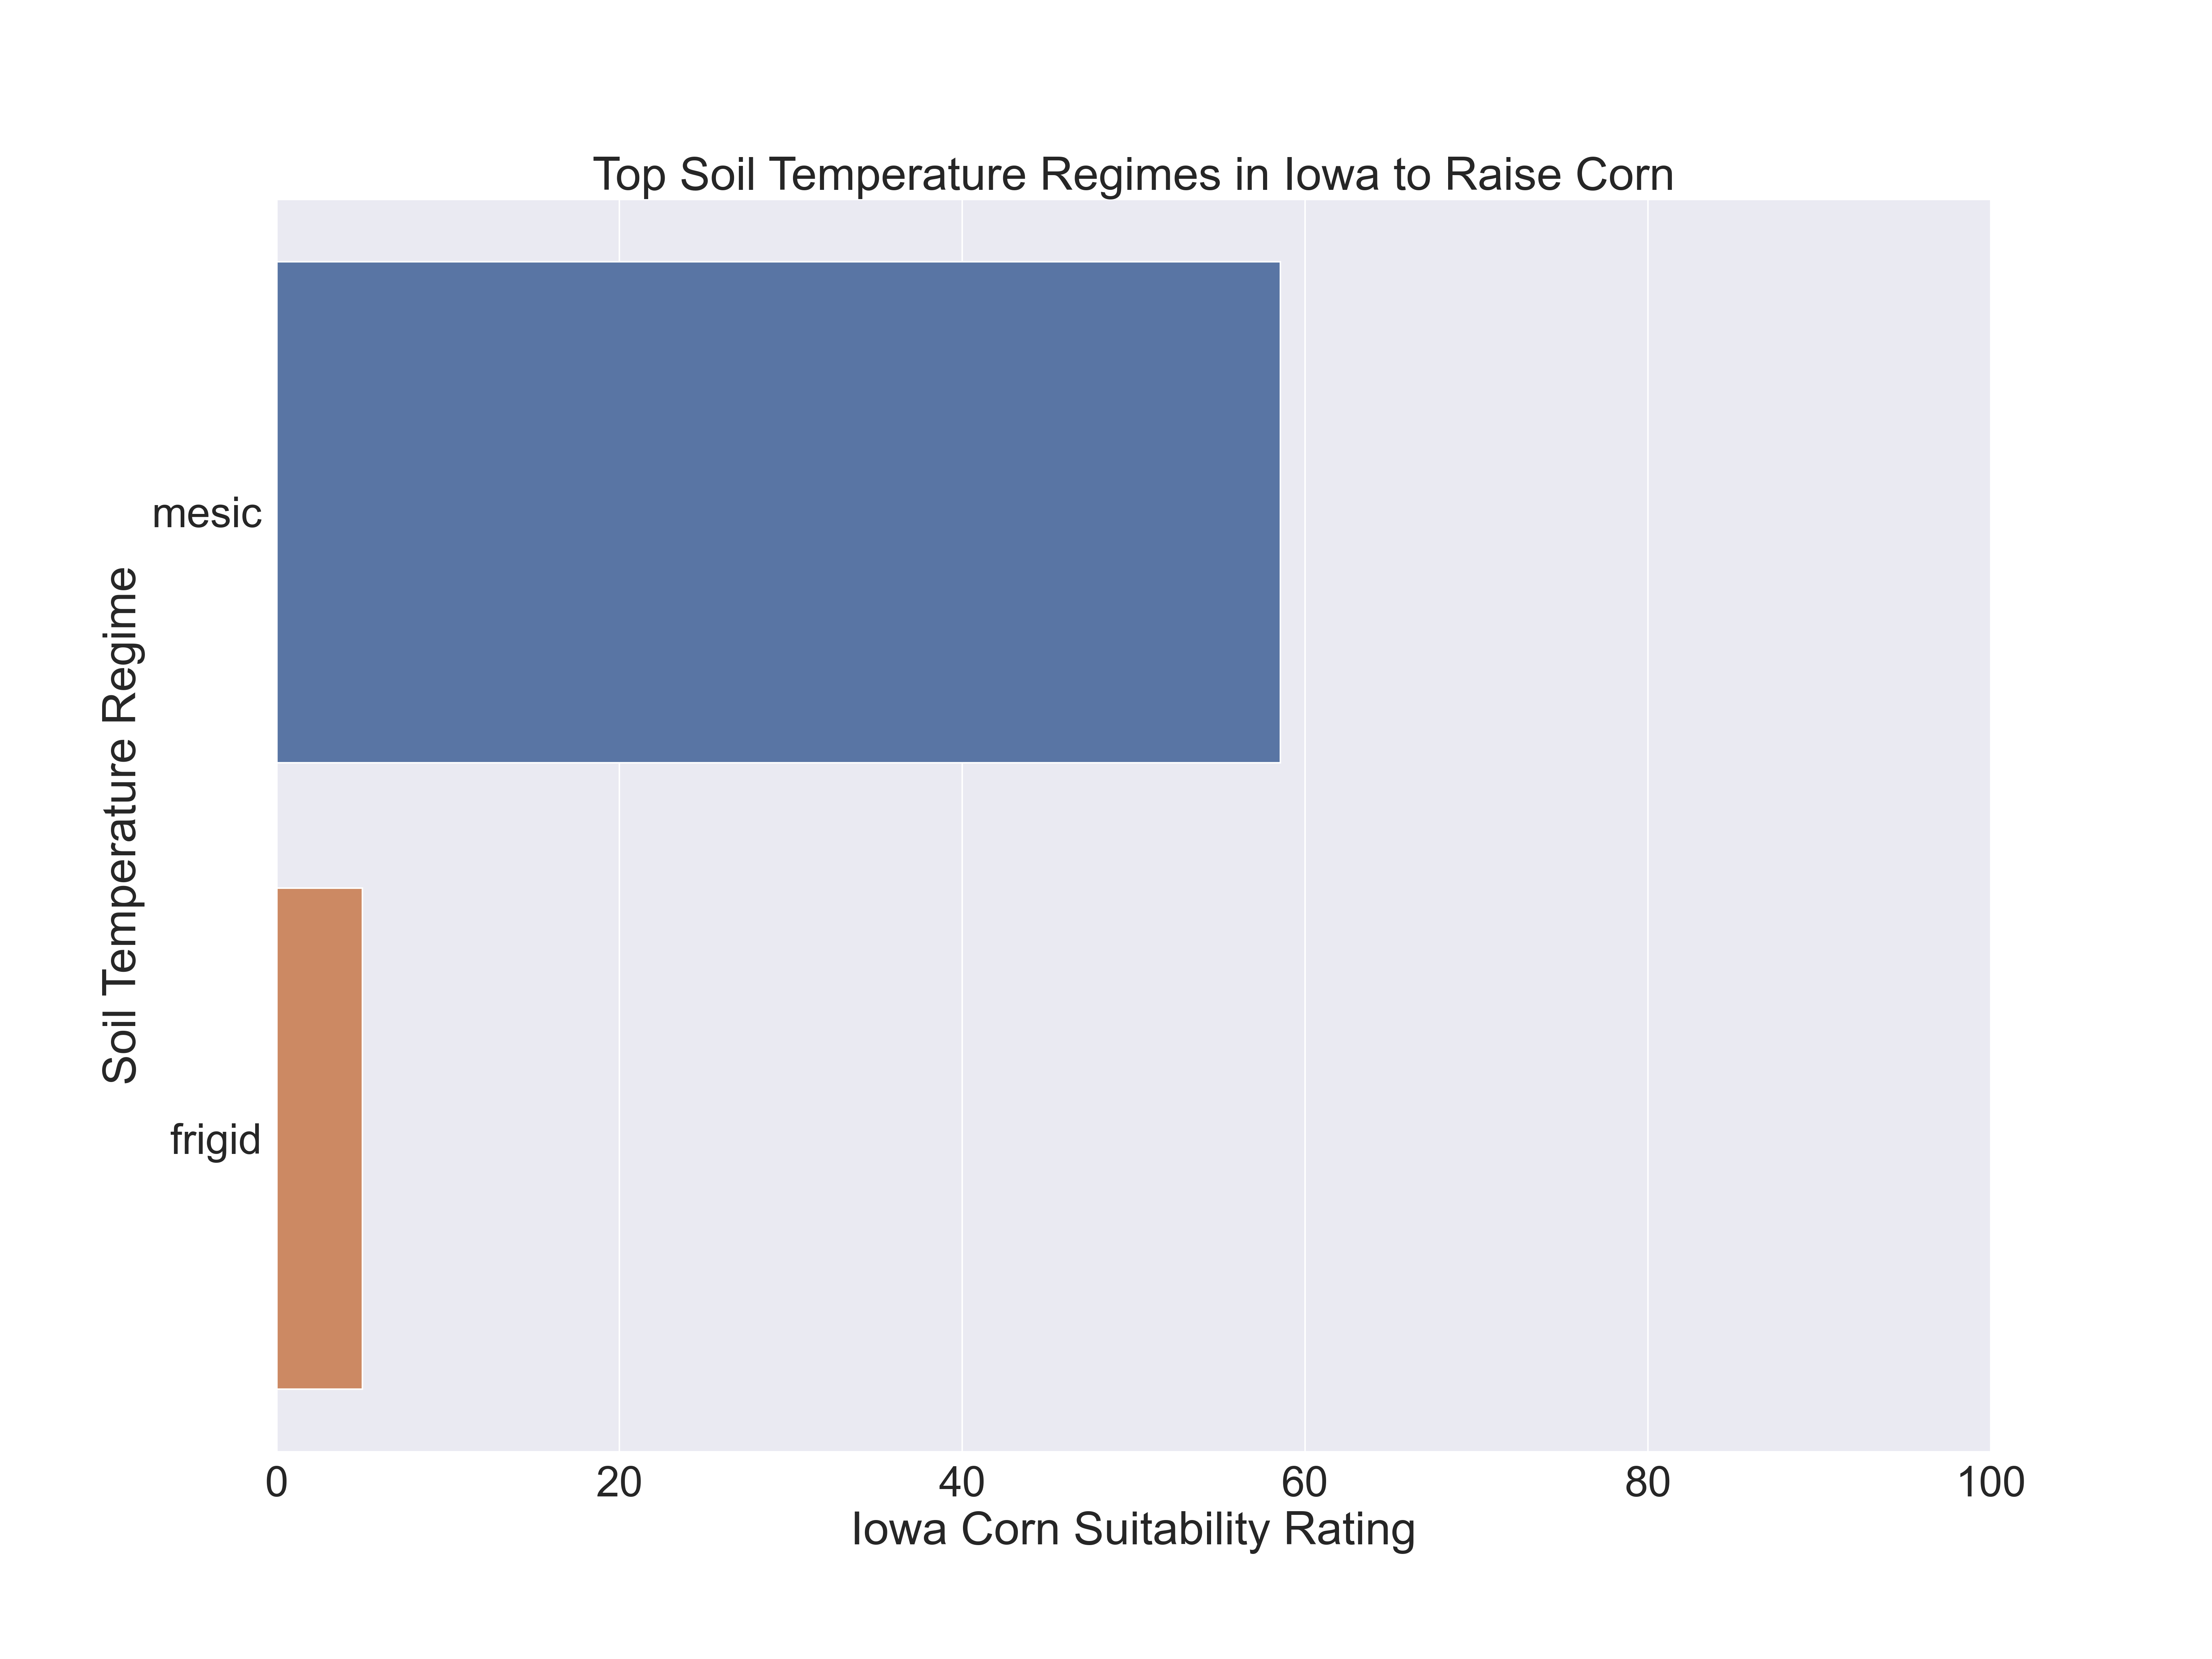 Top Soil Temperature Regimes in Iowa to Raise Corn
Soil Temperature Regime
mesic
frigid
0 20 40 60 80 100
Iowa Corn Suitability Rating